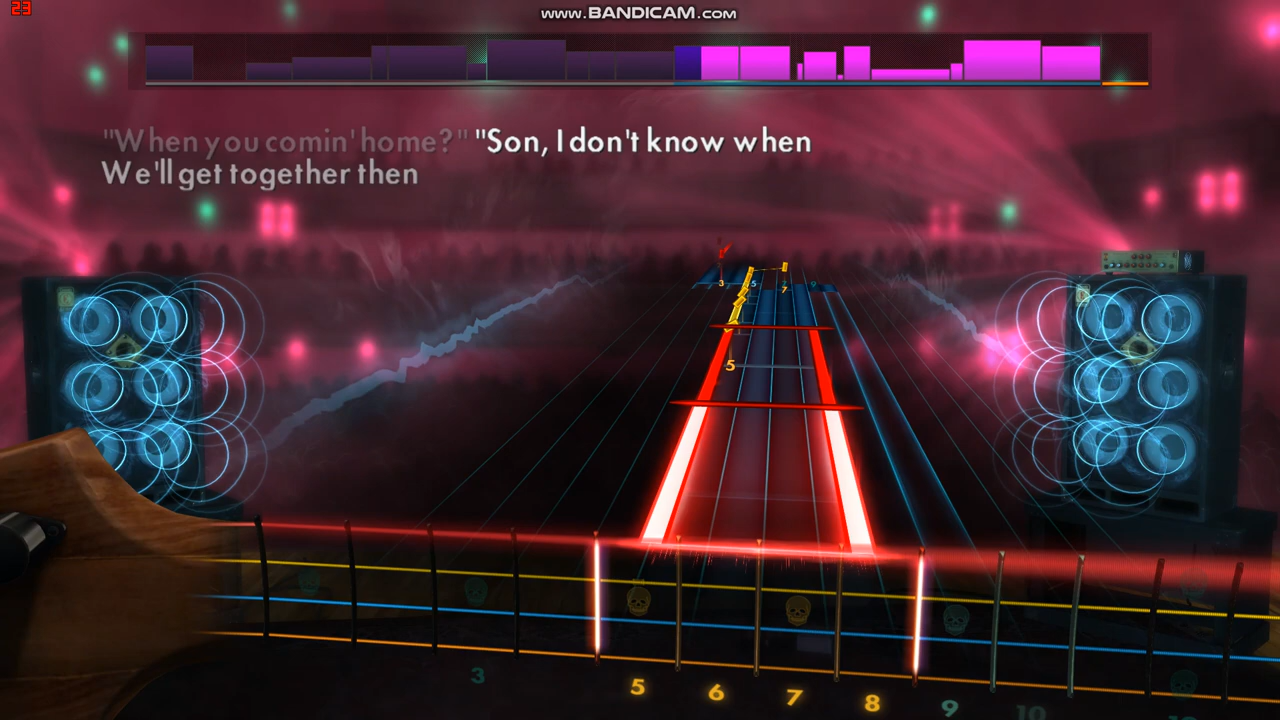 23
www.BANDICAM.com
"When you comin' home?" "Son, I don't know when
We'll get together then
3 5 7 9
5
3 5 6 7 8 9 10